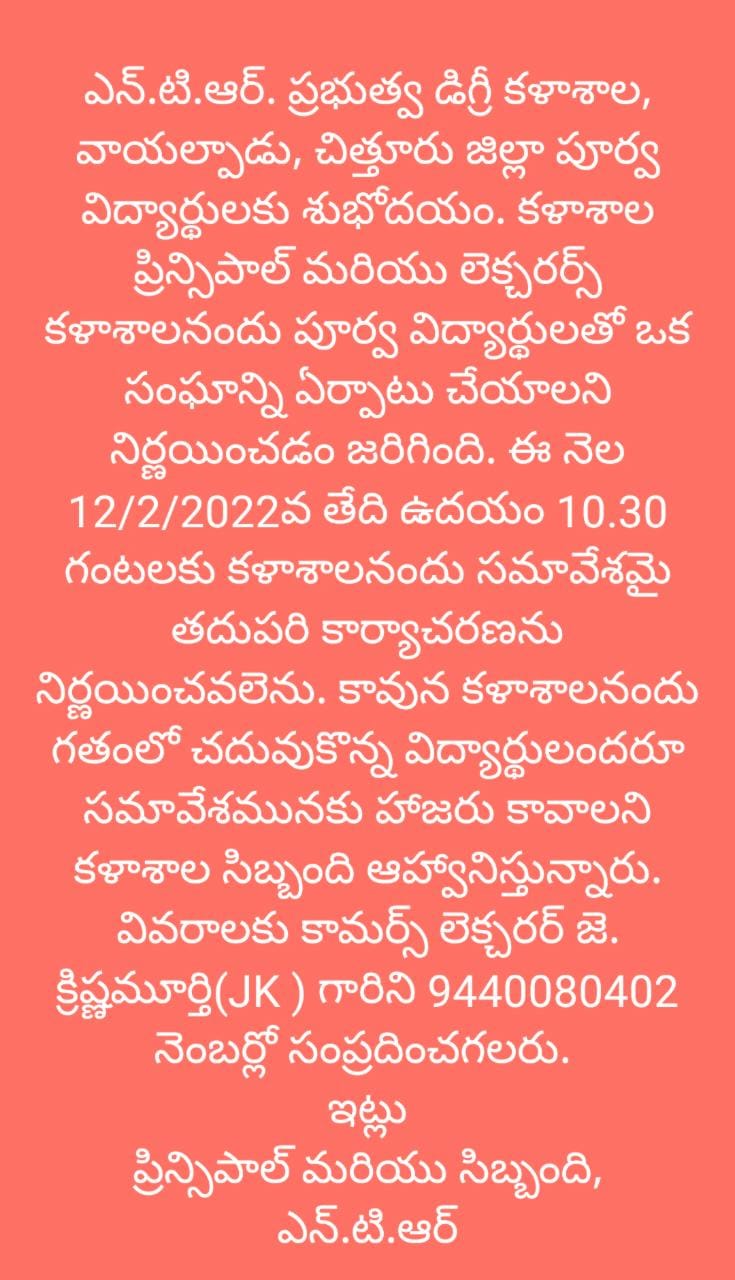 ఎన్.టి.ఆర్. ప్రభుత్వ డిగ్రీ కళాశాల,
వాయల్పాడు, చిత్తూరు జిల్లా పూర్వ
విద్యార్థులకు శుభోదయం. కళాశాల
ప్రిన్సిపాల్ మరియు లెక్చరర్స్
కళాశాలనందు పూర్వ విద్యార్థులతో ఒక
సంఘాన్ని ఏర్పాటు చేయాలని
నిర్ణయించడం జరిగింది. ఈ నెల
12/2/2022వ తేది ఉదయం 10.30
గంటలకు కళాశాలనందు సమావేశమై
తదుపరి కార్యాచరణను
నిర్ణయించవలెను. కావున కళాశాలనందు
గతంలో చదువుకొన్న విద్యార్థులందరూ
సమావేశమునకు హాజరు కావాలని
కళాశాల సిబ్బంది ఆహ్వానిస్తున్నారు.
వివరాలకు కామర్స్ లెక్చరర్ జె.
క్రిష్ణమూర్తి(JK ) గారిని 9440080402
నెంబర్లో సంప్రదించగలరు.
ఇట్లు
ప్రిన్సిపాల్ మరియు సిబ్బంది,
ఎన్.టి.ఆర్